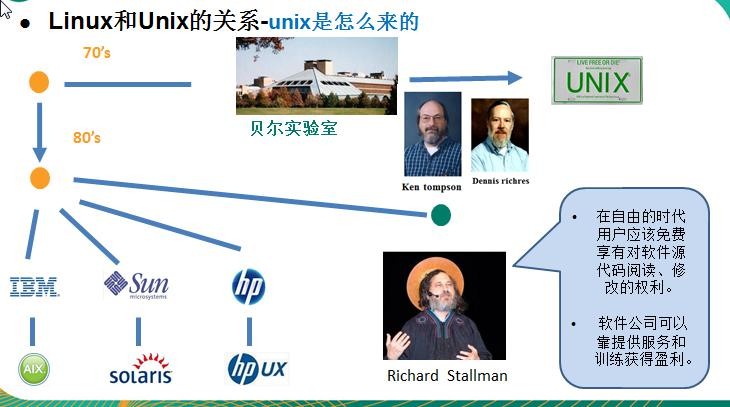 Linux和Unix的关系-unix是怎么来的
70's
贝尔实验室
LIVE FREE OR DIE
UNIX
80's
Ken tompson
Dennis richres
在自由的时代
用户应该免费
享有对软件源
代码阅读、修
改的权利。
软件公司可以
靠提供服务和
训练获得盈利。
IBM
Sun
microsystems
hp
AIX
solaris
hp UX
Richard Stallman